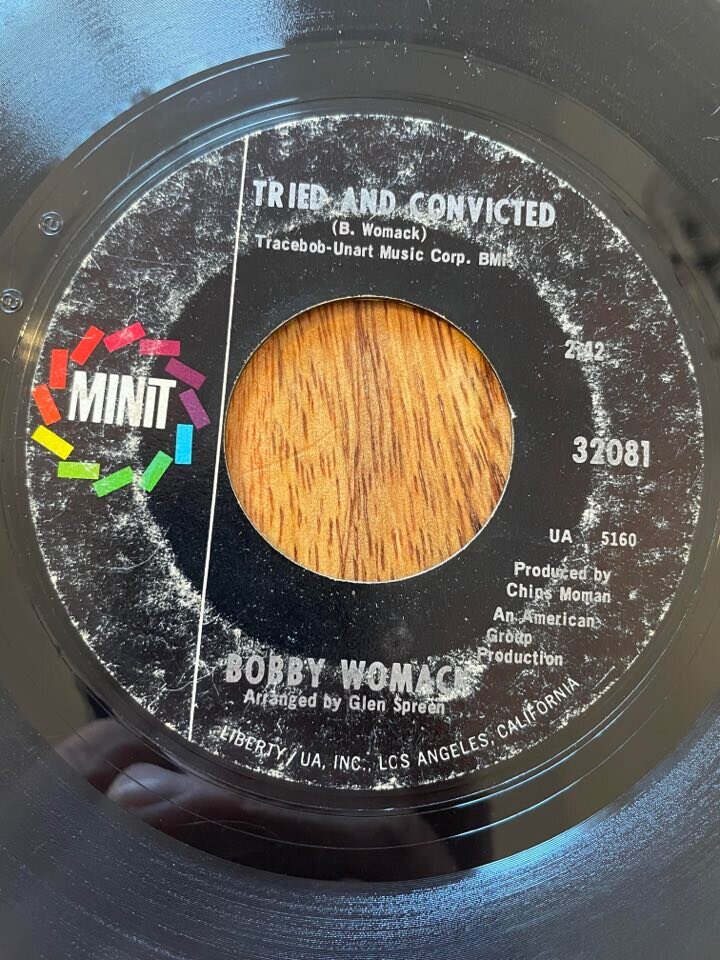 TRIED AND CONVICTED
(B. Womack)
Tracebob-Unart Music Corp. BMI.
2:42
MINiT
32081
UA 5160
Produced by
Chips Moman
An American
Group
Production
BOBBY WOMACK
Arranged by Glen Spreen
LIBERTY/UA, INC., LOS ANGELES, CALIFORNIA